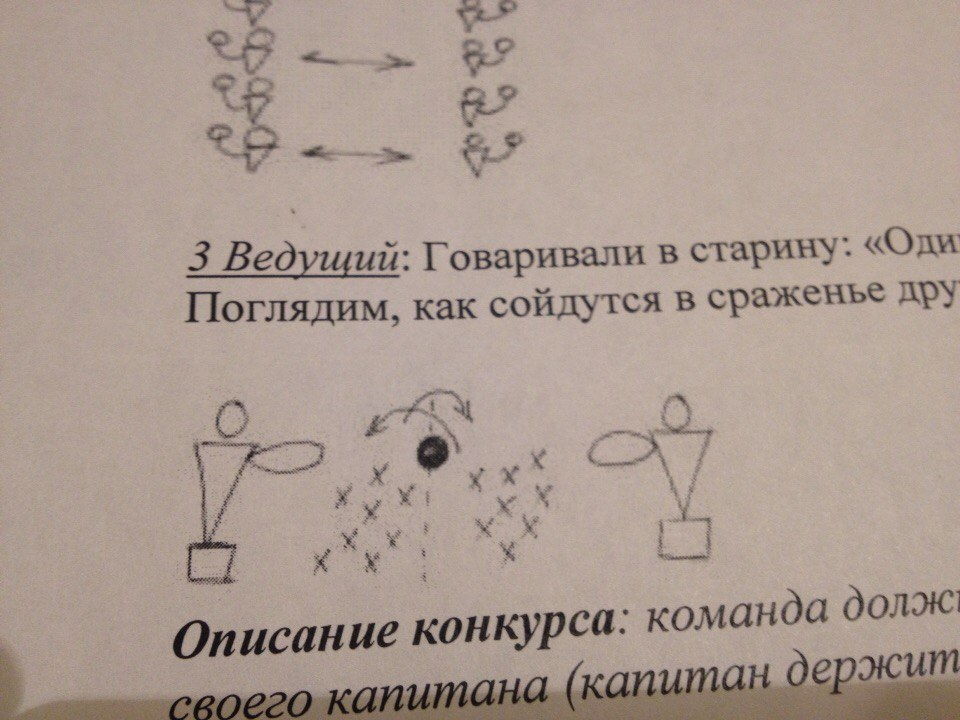 3 Ведущий: Говаривали в старину: «Оди
Поглядим, как сойдутся в сраженье дру
Описание конкурса: команда долж
своего капитана (капитан держит